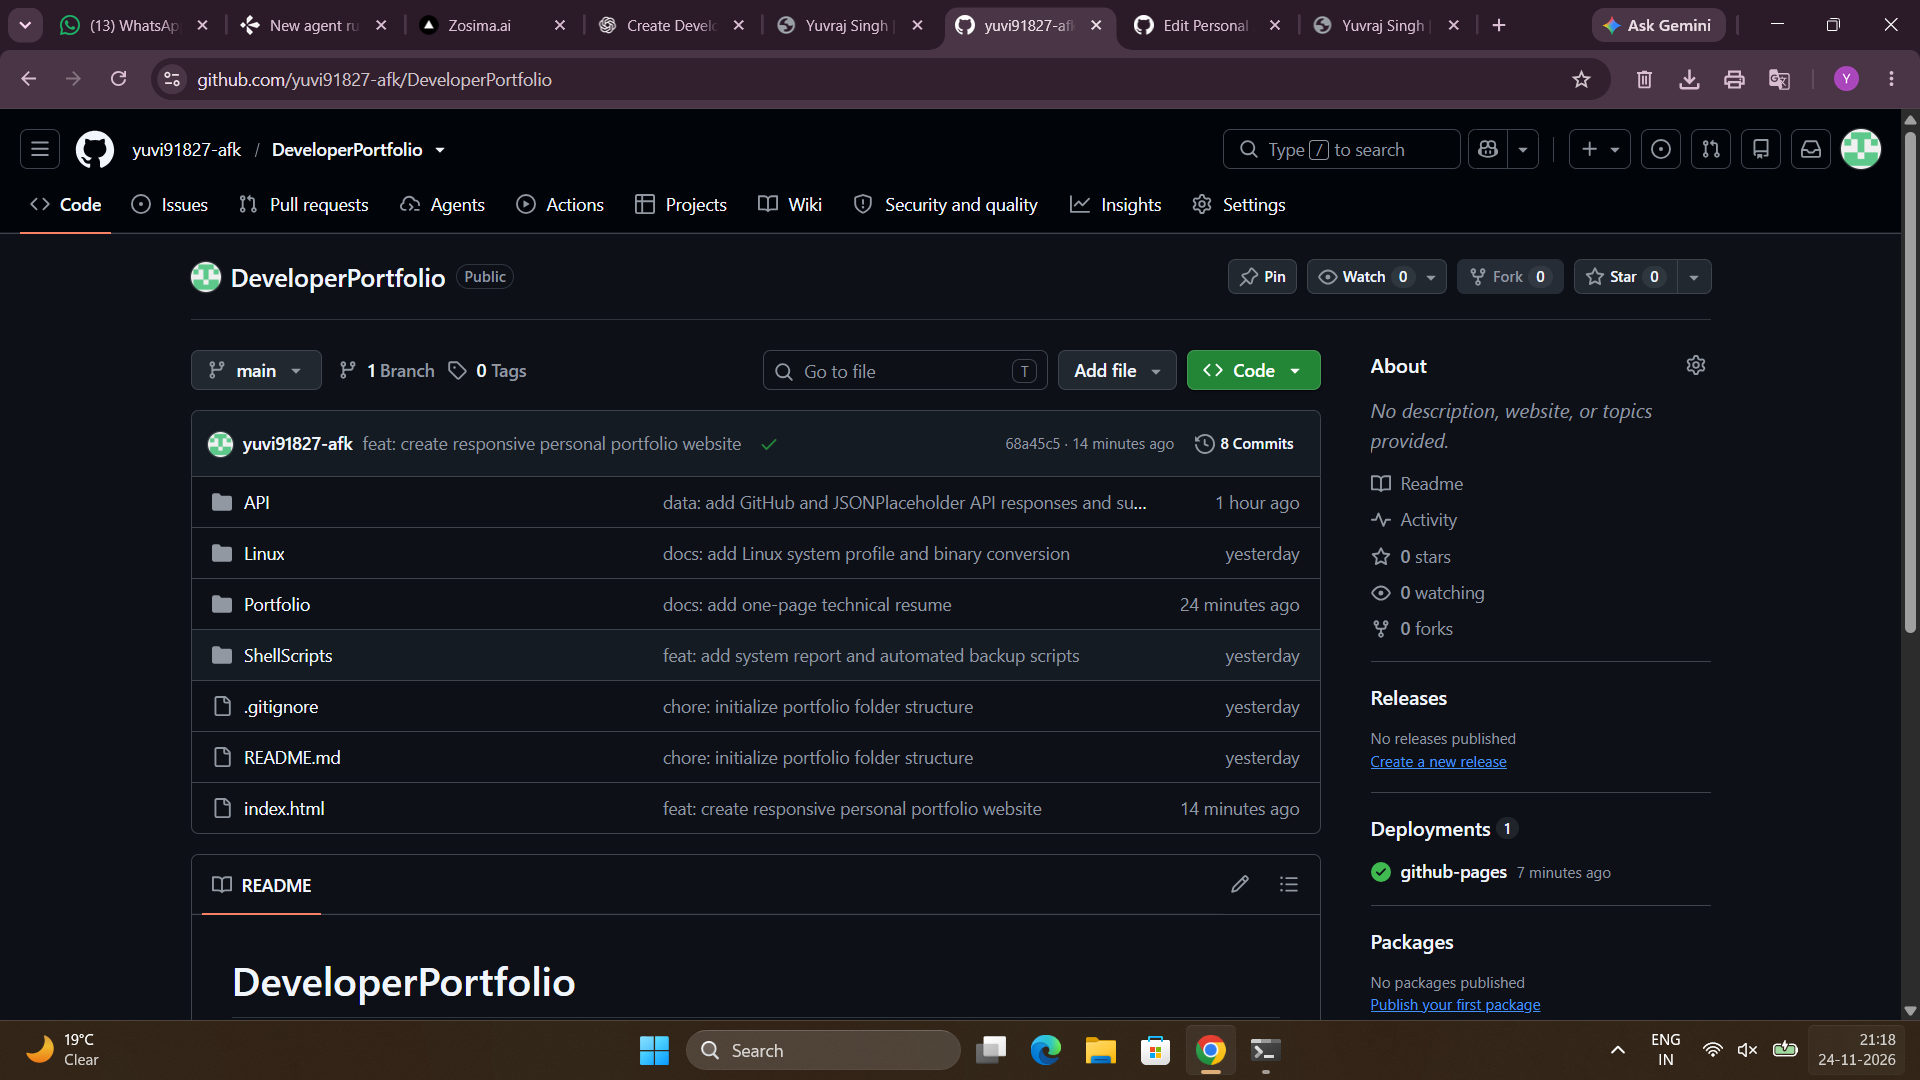 (13) WhatsAp
New agent ru
Zosima.ai
Create Develo
Yuvraj Singh
yuvi91827-afk
Edit Personal
Yuvraj Singh
Ask Gemini
github.com/yuvi91827-afk/DeveloperPortfolio
Y
yuvi91827-afk / DeveloperPortfolio
Type / to search
Code
Issues
Pull requests
Agents
Actions
Projects
Wiki
Security and quality
Insights
Settings
DeveloperPortfolio Public
Pin
Watch 0
Fork 0
Star 0
main
1 Branch
0 Tags
Go to file T
Add file
Code
yuvi91827-afk feat: create responsive personal portfolio website 68a45c5 · 14 minutes ago 8 Commits
API data: add GitHub and JSONPlaceholder API responses and su... 1 hour ago
Linux docs: add Linux system profile and binary conversion yesterday
Portfolio docs: add one-page technical resume 24 minutes ago
ShellScripts feat: add system report and automated backup scripts yesterday
.gitignore chore: initialize portfolio folder structure yesterday
README.md chore: initialize portfolio folder structure yesterday
index.html feat: create responsive personal portfolio website 14 minutes ago
README
DeveloperPortfolio
About
No description, website, or topics
provided.
Readme
Activity
0 stars
0 watching
0 forks
Releases
No releases published
Create a new release
Deployments 1
github-pages 7 minutes ago
Packages
No packages published
Publish your first package
19°C
Clear
Search
ENG
IN
21:18
24-11-2026